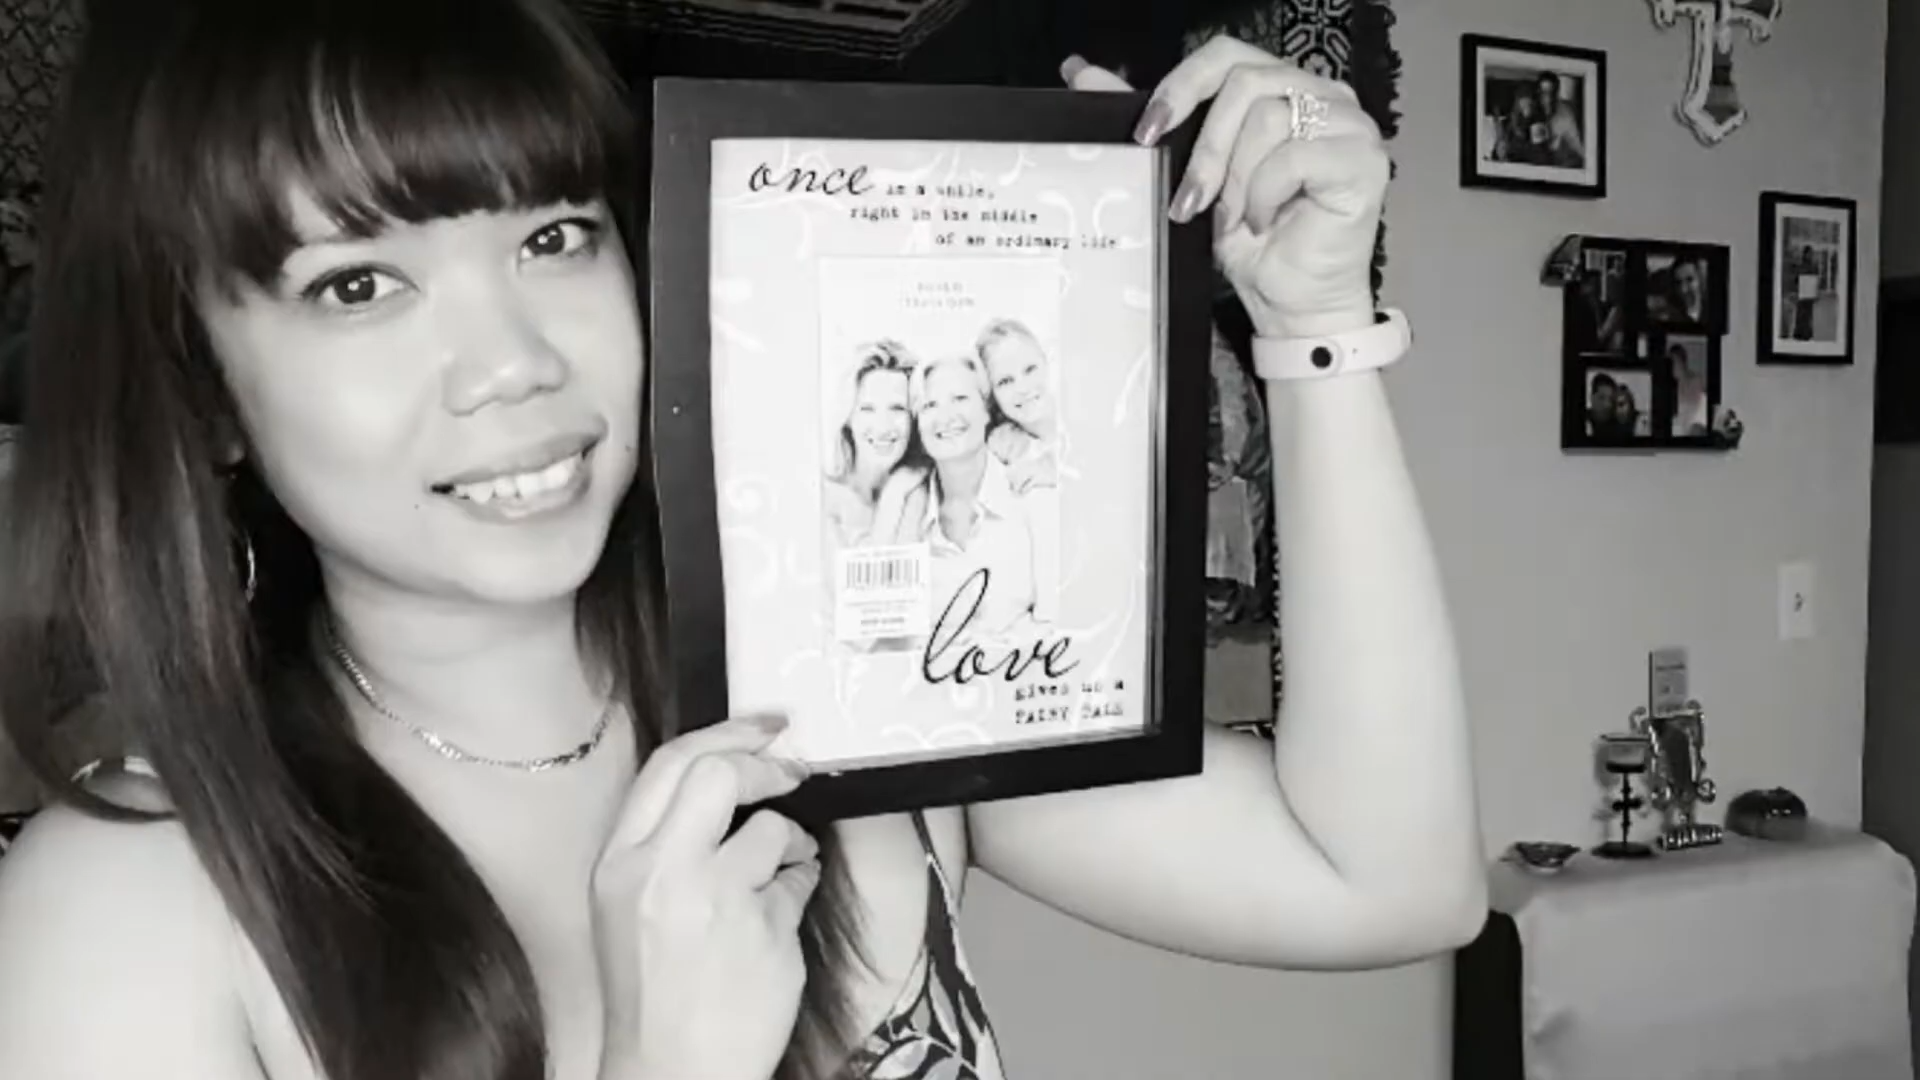 once in a while,
right in the middle
of an ordinary life
love
gives us a
FAIRY TALE